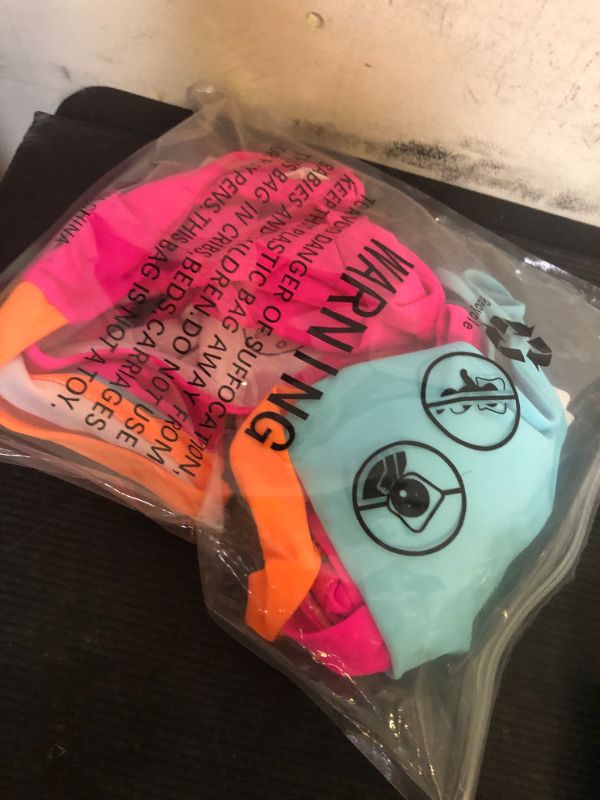 WARNING
TO AVOID DANGER OF SUFFOCATION,
KEEP THIS PLASTIC BAG AWAY FROM
BABIES AND CHILDREN. DO NOT USE
THIS BAG IN CRIBS, BEDS, CARRIAGES
PLAYPENS. THIS BAG IS NOT A TOY.
CHINA
Recycle